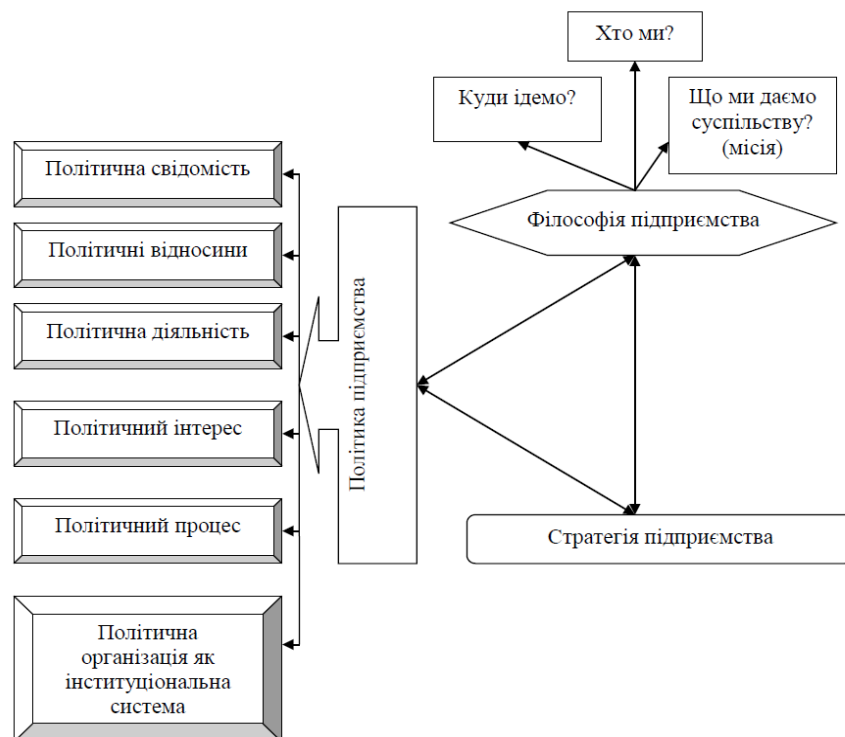 Хто ми?
Куди ідемо?
Що ми даємо
суспільству?
(місія)
Філософія підприємства
Політична свідомість
Політичні відносини
Політична діяльність
Політичний інтерес
Політичний процес
Політична
організація як
інституціональна
система
Політика підприємства
Стратегія підприємства